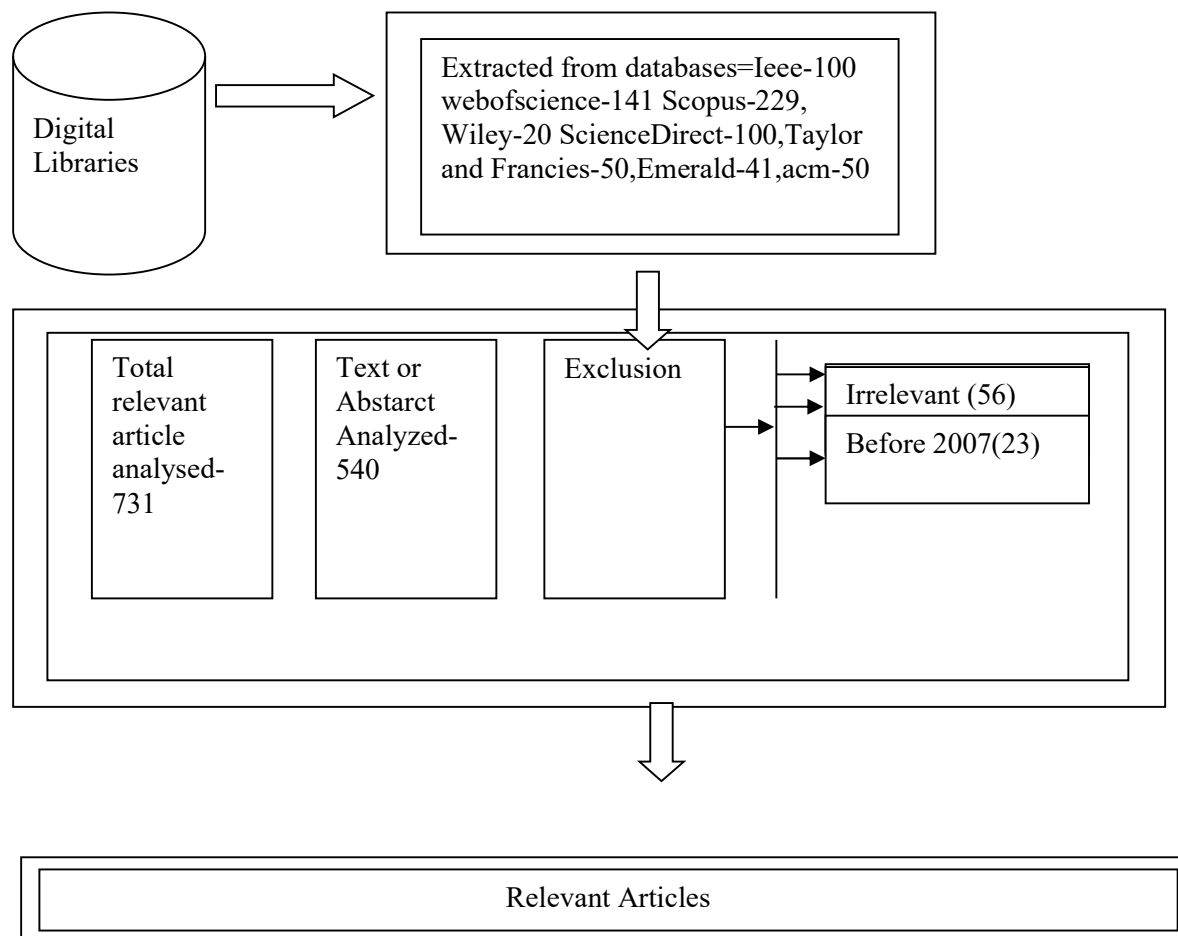 Digital
Libraries
Extracted from databases=Ieee-100
webofscience-141 Scopus-229,
Wiley-20 ScienceDirect-100,Taylor
and Francies-50,Emerald-41,acm-50
Total
relevant
article
analysed-
731
Text or
Abstarct
Analyzed-
540
Exclusion
Irrelevant (56)
Before 2007(23)
Relevant Articles